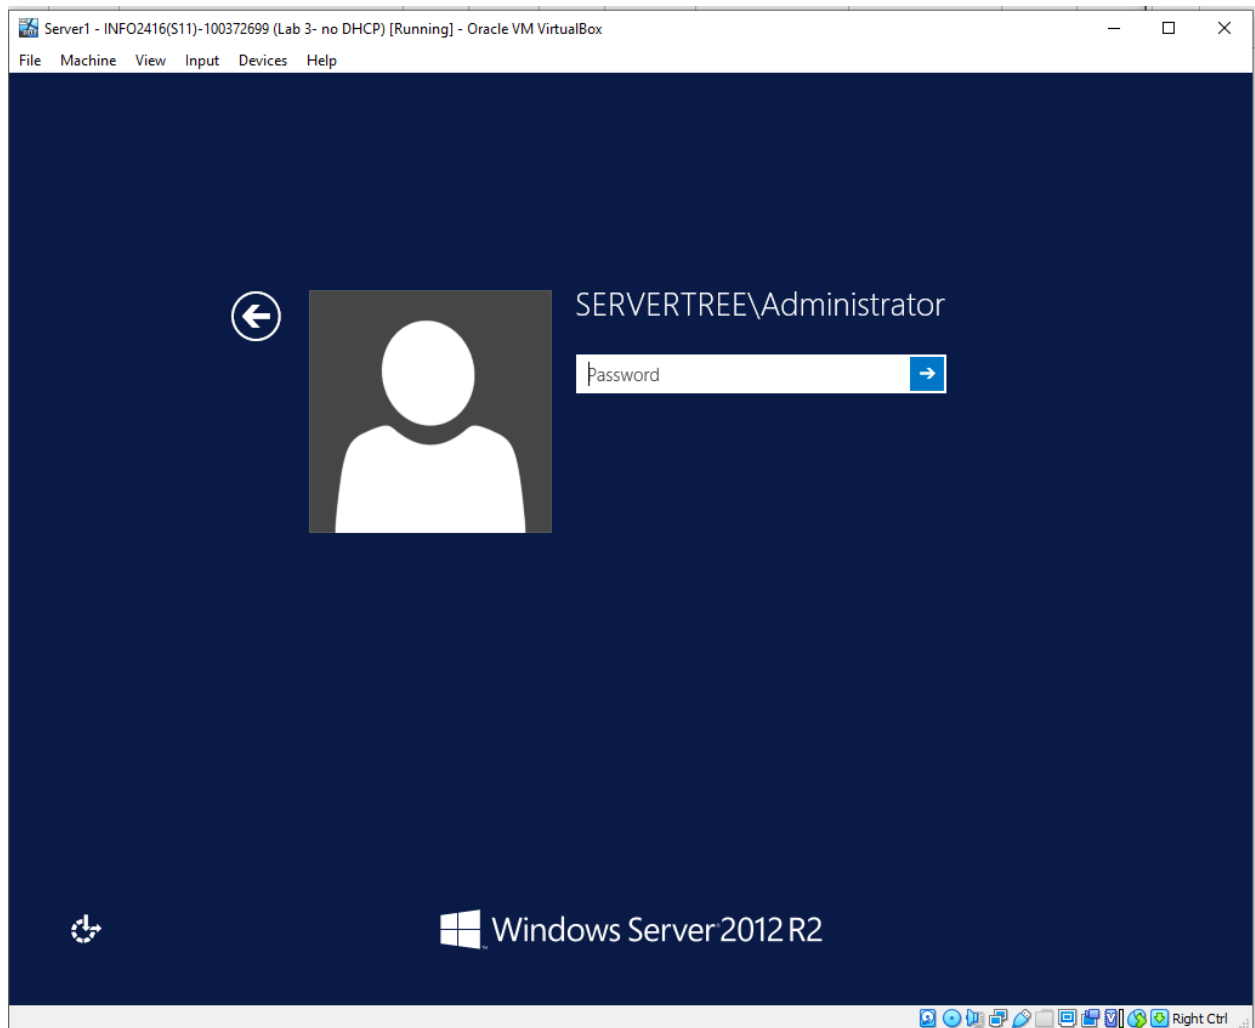 Server1 - INFO2416(S11)-100372699 (Lab 3- no DHCP) [Running] - Oracle VM VirtualBox
File Machine View Input Devices Help
SERVERTREE\Administrator
Password
Windows Server 2012 R2
Right Ctrl